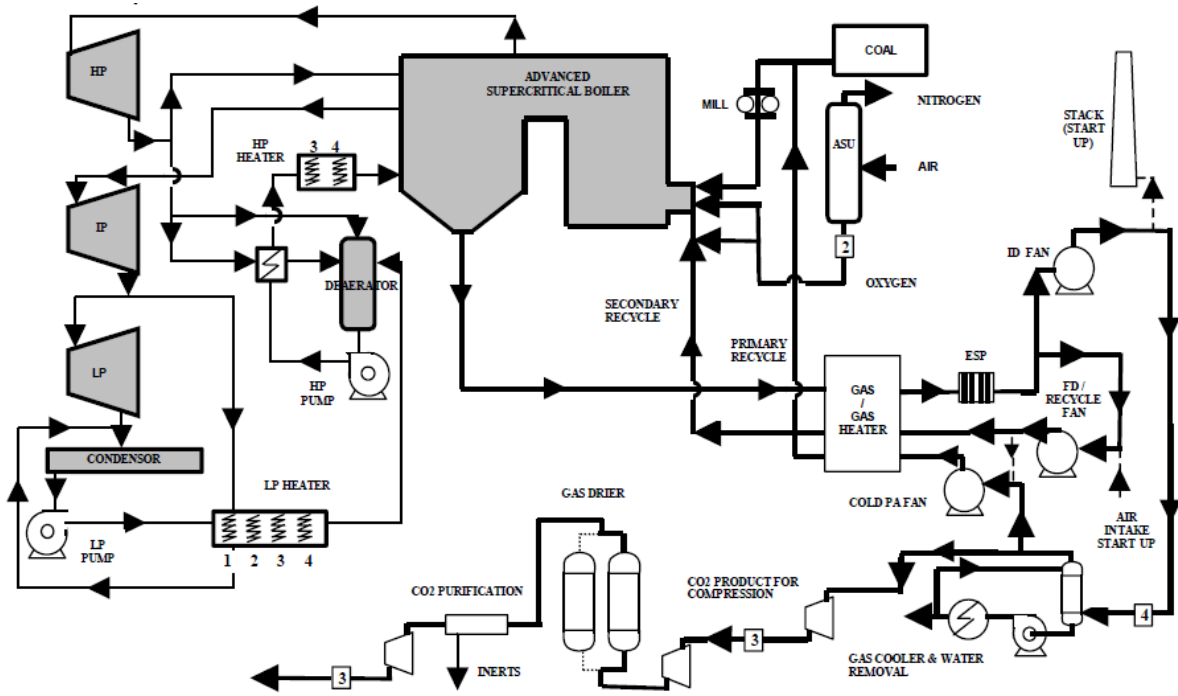 HP
ADVANCED
SUPERCRITICAL BOILER
COAL
MILL
NITROGEN
STACK
(START
UP)
ASU
AIR
HP
HEATER
3 4
IP
2
ID FAN
DEAERATOR
OXYGEN
SECONDARY
RECYCLE
PRIMARY
RECYCLE
ESP
LP
HP
PUMP
GAS
/
GAS
HEATER
FD /
RECYCLE
FAN
CONDENSOR
LP HEATER
GAS DRIER
COLD PA FAN
AIR
INTAKE
START UP
LP
PUMP
1 2 3 4
CO2 PURIFICATION
CO2 PRODUCT FOR
COMPRESSION
4
3
GAS COOLER & WATER
REMOVAL
INERTS
3